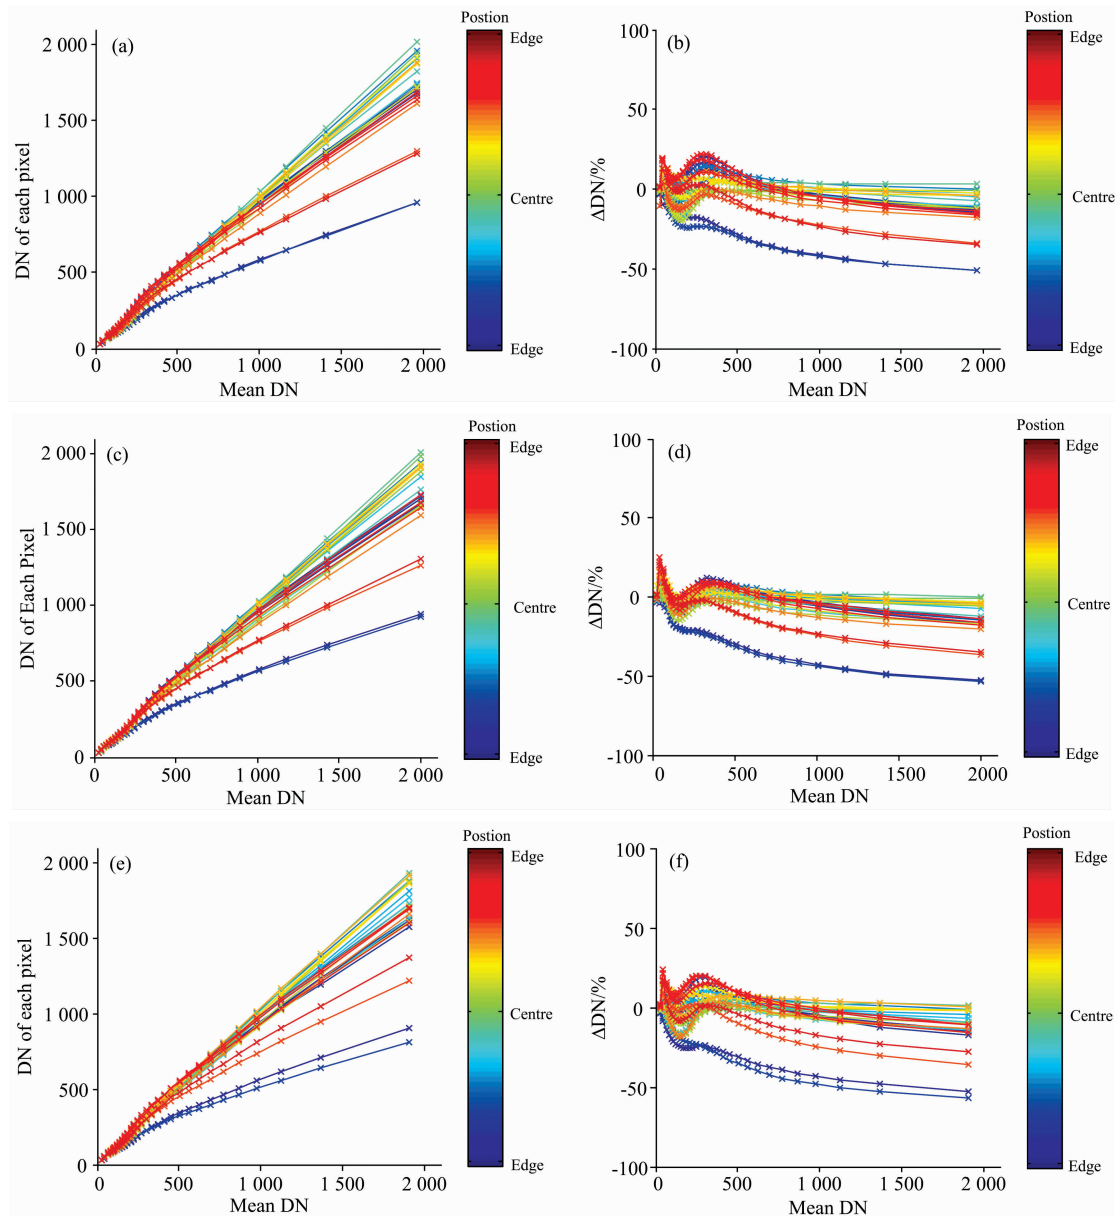 Postion
(a)
2 000
1 500
1 000
500
0
DN of each pixel
0 500 1 000 1 500 2 000
Mean DN
Edge
Centre
Edge
Postion
(b)
100
50
0
-50
-100
ΔDN/%
0 500 1 000 1 500 2 000
Mean DN
Edge
Centre
Edge
Postion
(c)
2 000
1 500
1 000
500
0
DN of Each Pixel
0 500 1 000 1 500 2 000
Mean DN
Edge
Centre
Edge
Postion
(d)
100
50
0
-50
-100
ΔDN/%
0 500 1000 1 500 2000
Mean DN
Edge
Centre
Edge
Postion
(e)
2 000
1 500
1 000
500
0
DN of each pixel
0 500 1 000 1 500 2 000
Mean DN
Edge
Centre
Edge
Postion
(f)
100
50
0
-50
-100
ΔDN/%
0 500 1 000 1 500 2 000
Mean DN
Edge
Centre
Edge